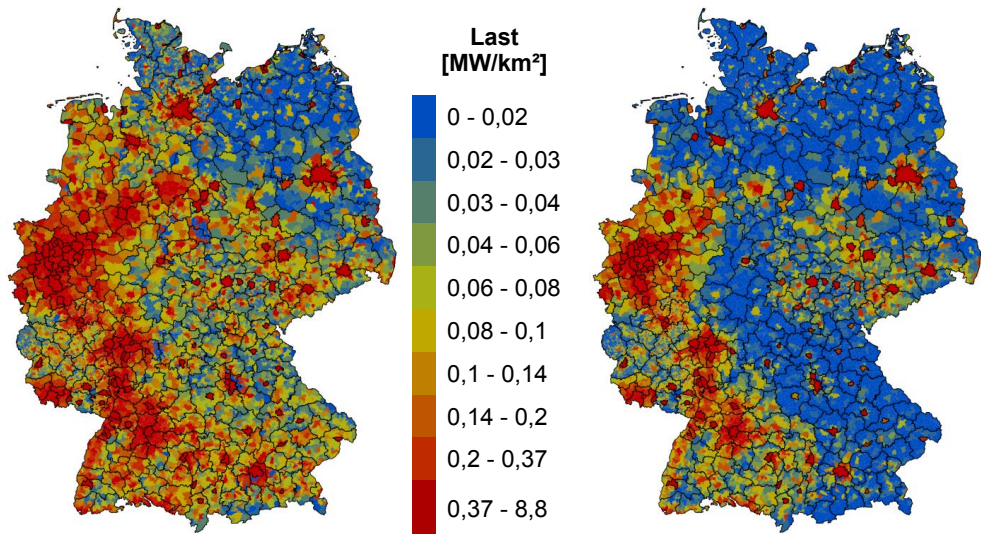 Last
[MW/km²]
0 - 0,02
0,02 - 0,03
0,03 - 0,04
0,04 - 0,06
0,06 - 0,08
0,08 - 0,1
0,1 - 0,14
0,14 - 0,2
0,2 - 0,37
0,37 - 8,8